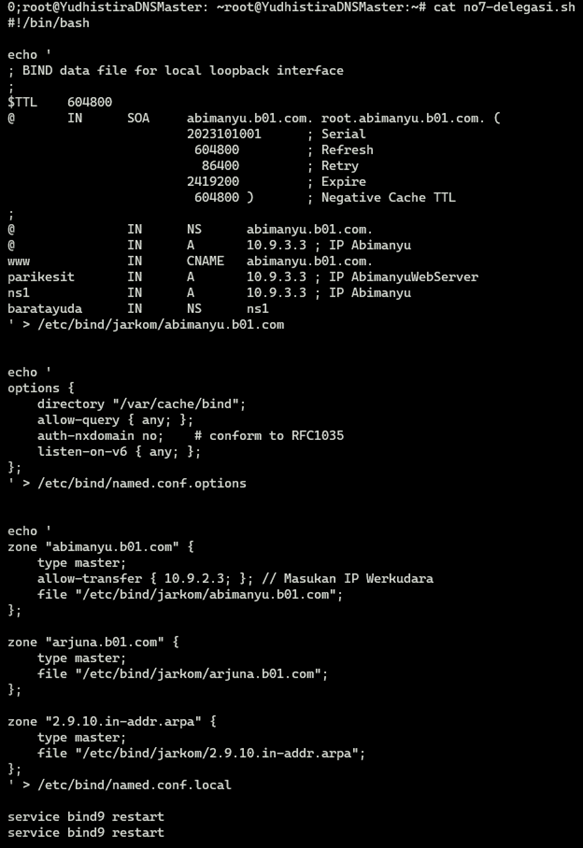 0;root@YudhistiraDNSMaster: ~root@YudhistiraDNSMaster:~# cat no7-delegasi.sh
#!/bin/bash

echo '
; BIND data file for local loopback interface
;
$TTL    604800
@       IN      SOA     abimanyu.b01.com. root.abimanyu.b01.com. (
                        2023101001      ; Serial
                         604800         ; Refresh
                          86400         ; Retry
                        2419200         ; Expire
                         604800 )       ; Negative Cache TTL
;
@               IN      NS      abimanyu.b01.com.
@               IN      A       10.9.3.3 ; IP Abimanyu
www             IN      CNAME   abimanyu.b01.com.
parikesit       IN      A       10.9.3.3 ; IP AbimanyuWebServer
ns1             IN      A       10.9.3.3 ; IP Abimanyu
baratayuda      IN      NS      ns1
' > /etc/bind/jarkom/abimanyu.b01.com

echo '
options {
    directory "/var/cache/bind";
    allow-query { any; };
    auth-nxdomain no;    # conform to RFC1035
    listen-on-v6 { any; };
};
' > /etc/bind/named.conf.options

echo '
zone "abimanyu.b01.com" {
    type master;
    allow-transfer { 10.9.2.3; }; // Masukan IP Werkudara
    file "/etc/bind/jarkom/abimanyu.b01.com";
};

zone "arjuna.b01.com" {
    type master;
    file "/etc/bind/jarkom/arjuna.b01.com";
};

zone "2.9.10.in-addr.arpa" {
    type master;
    file "/etc/bind/jarkom/2.9.10.in-addr.arpa";
};
' > /etc/bind/named.conf.local

service bind9 restart
service bind9 restart